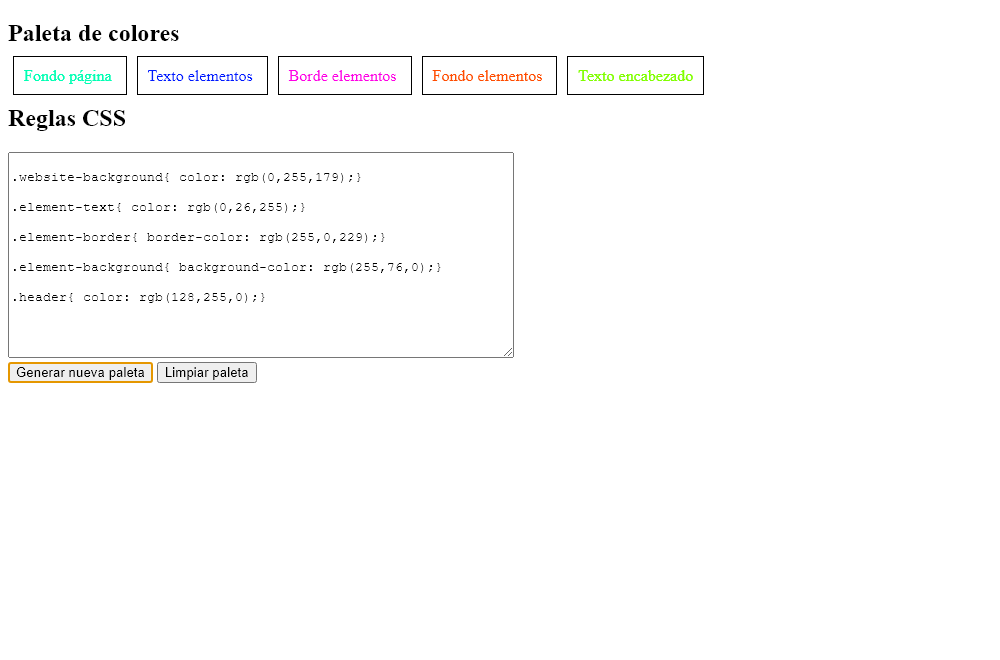 Paleta de colores
Fondo página Texto elementos Borde elementos Fondo elementos Texto encabezado
Reglas CSS
.website-background{ color: rgb(0,255,179);}
.element-text{ color: rgb(0,26,255);}
.element-border{ border-color: rgb(255,0,229);}
.element-background{ background-color: rgb(255,76,0);}
.header{ color: rgb(128,255,0);}
Generar nueva paleta Limpiar paleta